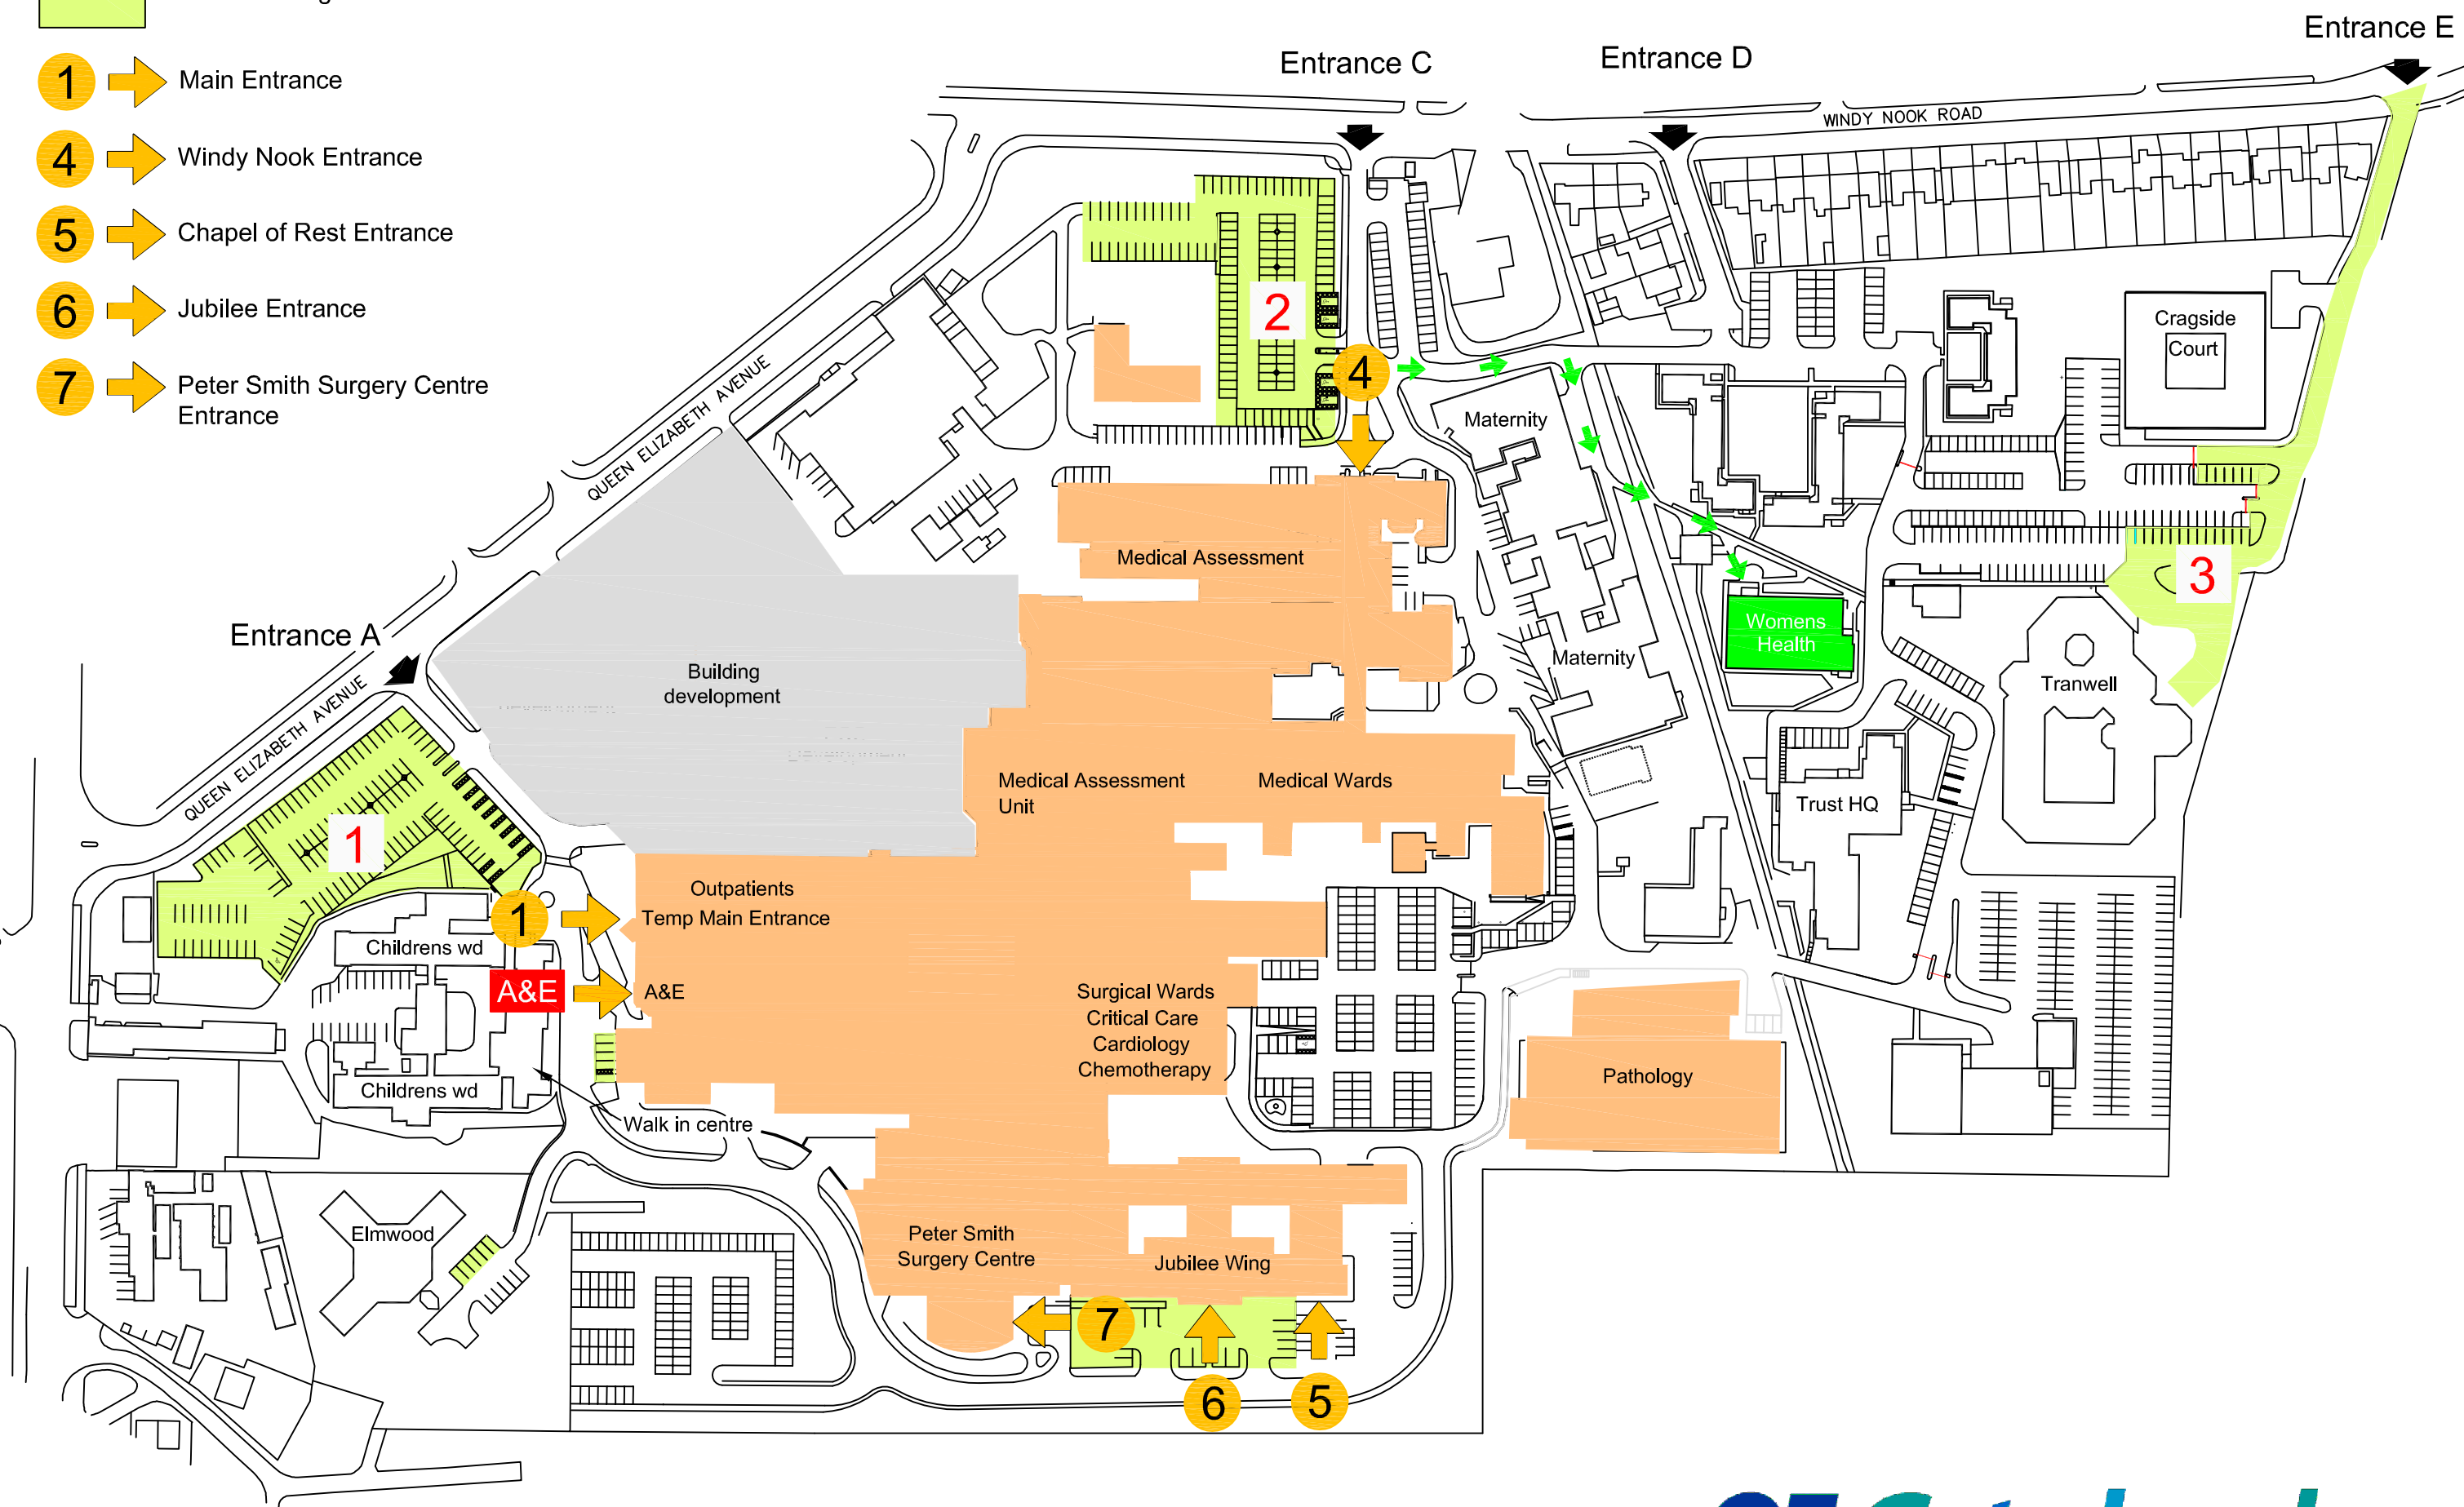 1 Main Entrance
4 Windy Nook Entrance
5 Chapel of Rest Entrance
6 Jubilee Entrance
7 Peter Smith Surgery Centre
Entrance
Entrance E
Entrance C
Entrance D
WINDY NOOK ROAD
2
4
Cragside
Court
QUEEN ELIZABETH AVENUE
Maternity
Medical Assessment
3
Entrance A
Womens
Health
Building
development
Maternity
Tranwell
QUEEN ELIZABETH AVENUE
Medical Assessment
Unit
Medical Wards
Trust HQ
1
Outpatients
1
Temp Main Entrance
Childrens wd
A&E
A&E
Surgical Wards
Critical Care
Cardiology
Chemotherapy
Pathology
Childrens wd
Walk in centre
Elmwood
Peter Smith
Surgery Centre
Jubilee Wing
7
6
5